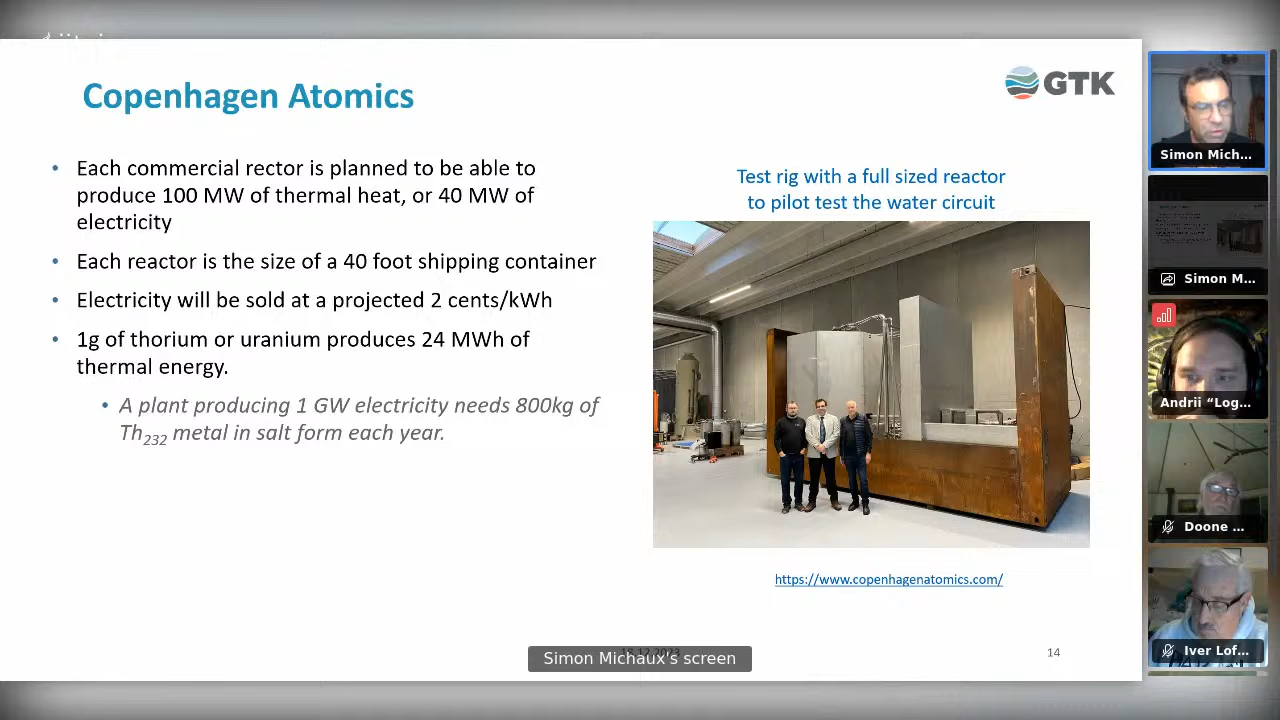 Copenhagen Atomics
GTK
• Each commercial rector is planned to be able to
produce 100 MW of thermal heat, or 40 MW of
electricity
• Each reactor is the size of a 40 foot shipping container
• Electricity will be sold at a projected 2 cents/kWh
• 1g of thorium or uranium produces 24 MWh of
thermal energy.
• A plant producing 1 GW electricity needs 800kg of
Th232 metal in salt form each year.
Test rig with a full sized reactor
to pilot test the water circuit
https://www.copenhagenatomics.com/
Simon Michaux's screen
14
Simon Mich...
Simon M...
Andrii “Log...
Doone ...
Iver Lof...